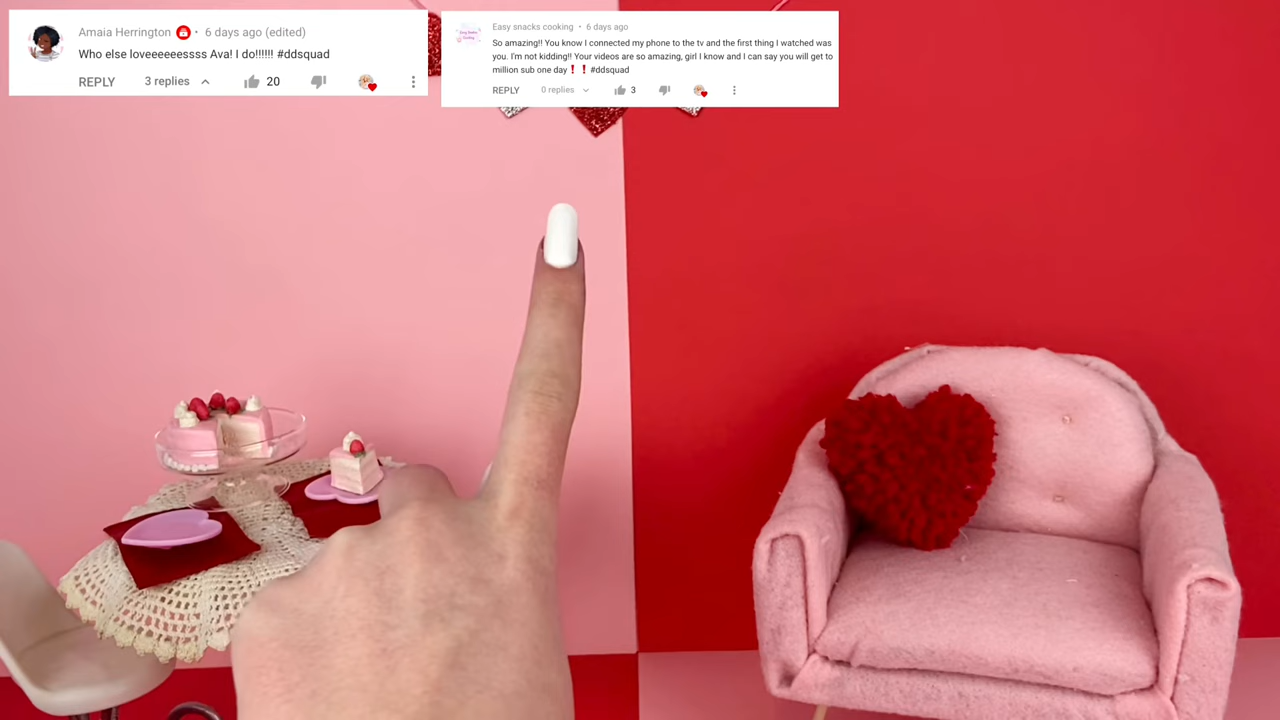 Amaia Herrington • 6 days ago (edited)
Who else loveeeeeessss Ava! I do!!!!!! #ddsquad
REPLY 3 replies 20
Easy snacks cooking • 6 days ago
So amazing!! You know I connected my phone to the tv and the first thing I watched was
you. I'm not kidding!! Your videos are so amazing, girl I know and I can say you will get to
million sub one day❗❗#ddsquad
REPLY 0 replies 3